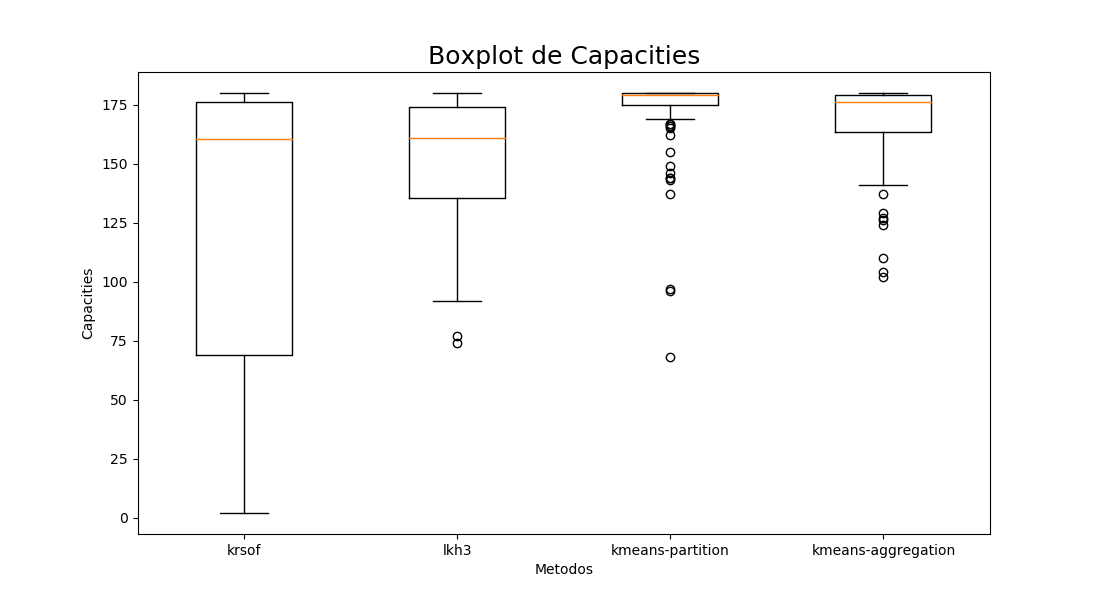 Boxplot de Capacities
Capacities
175
150
125
100
75
50
25
0
krsof
lkh3
kmeans-partition
kmeans-aggregation
Metodos